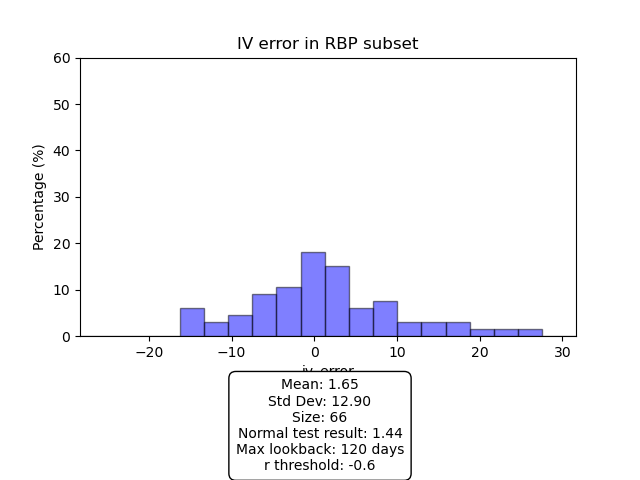 IV error in RBP subset
60
50
40
30
20
10
0
Percentage (%)
−20 −10 0 10 20 30
iv_error
Mean: 1.65
Std Dev: 12.90
Size: 66
Normal test result: 1.44
Max lookback: 120 days
r threshold: -0.6